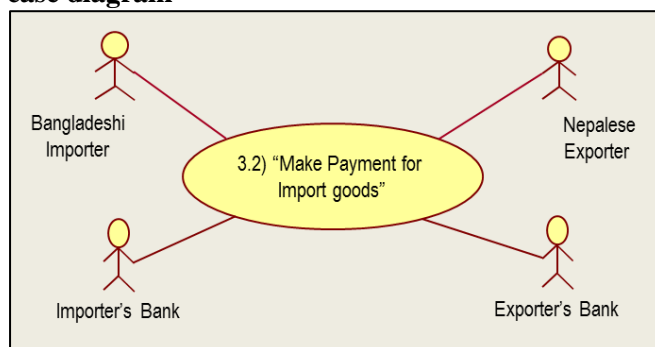 case diagram
Bangladeshi
Importer
Nepalese
Exporter
3.2) “Make Payment for
Import goods”
Importer’s Bank
Exporter’s Bank